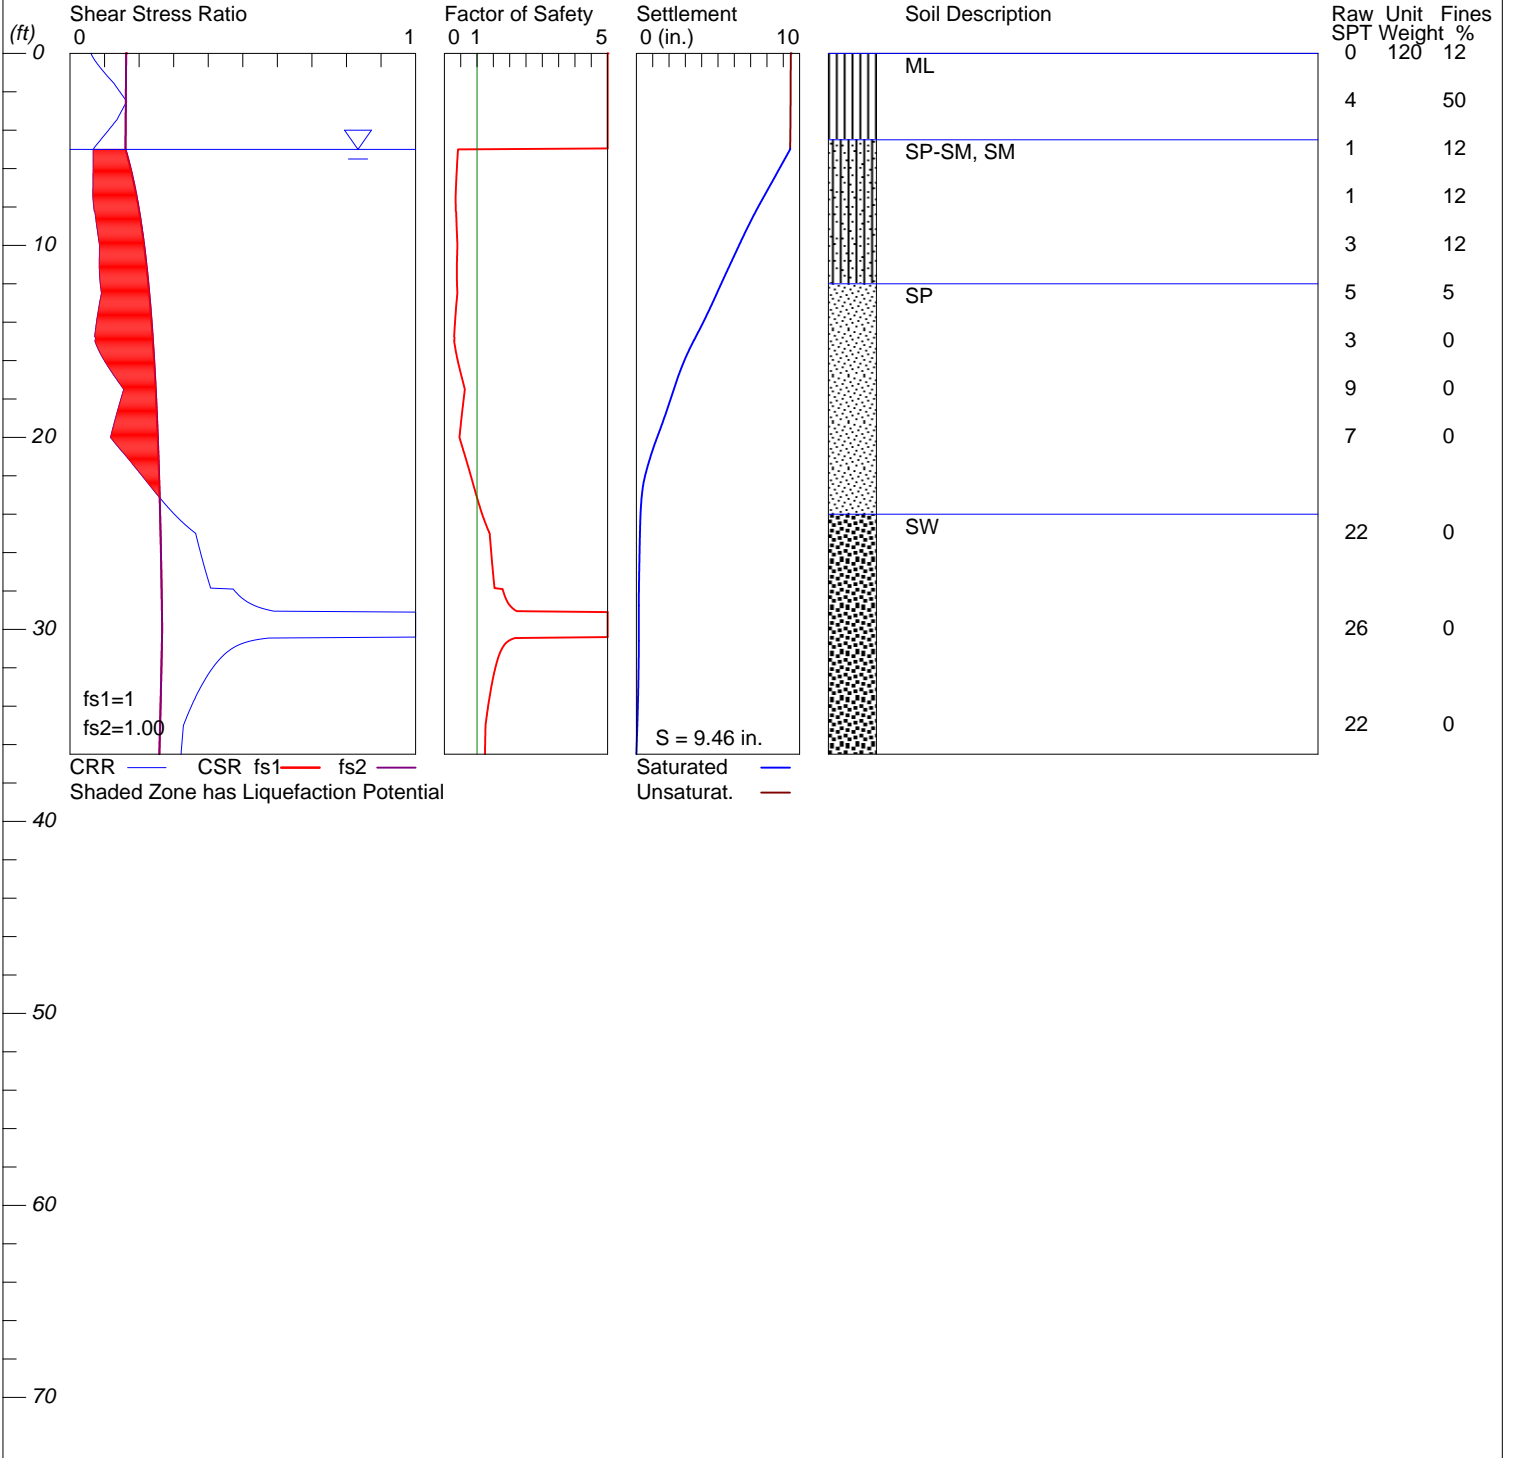 Shear Stress Ratio Factor of Safety Settlement Soil Description Raw Unit Fines
(ft) 0 1 0 1 5 0 (in.) 10 SPT Weight %
0 0 120 12
ML
4 50
1 12
SP-SM, SM
1 12
10 3 12
SP 5 5
3 0
9 0
20 7 0
SW 22 0
30 26 0
fs1=1
fs2=1.00 22 0
S = 9.46 in.
CRR CSR fs1 fs2 Saturated
Shaded Zone has Liquefaction Potential Unsaturat.
40
50
60
70